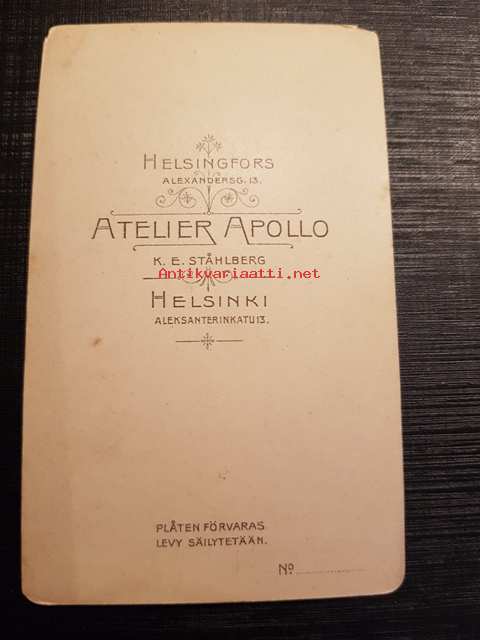 HELSINGFORS
ALEXANDERSG. 13.
ATELIER APOLLO
K. E. STÅHLBERG
Antikvariaatti.net
HELSINKI
ALEKSANTERINKATU 13.
PLÅTEN FÖRVARAS.
LEVY SÄILYTETÄÄN.
No